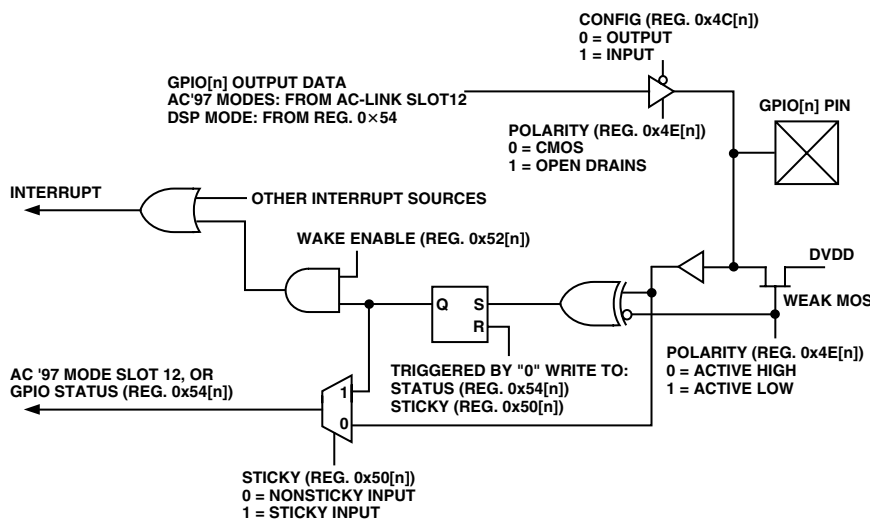 CONFIG (REG. 0x4C[n])
0 = OUTPUT
1 = INPUT
GPIO[n] OUTPUT DATA
AC'97 MODES: FROM AC-LINK SLOT12
DSP MODE: FROM REG. 0×54
GPIO[n] PIN
POLARITY (REG. 0x4E[n])
0 = CMOS
1 = OPEN DRAINS
INTERRUPT
OTHER INTERRUPT SOURCES
WAKE ENABLE (REG. 0x52[n])
DVDD
WEAK MOS
Q
S
R
POLARITY (REG. 0x4E[n])
0 = ACTIVE HIGH
1 = ACTIVE LOW
TRIGGERED BY "0" WRITE TO:
STATUS (REG. 0x54[n])
STICKY (REG. 0x50[n])
AC '97 MODE SLOT 12, OR
GPIO STATUS (REG. 0x54[n])
1
0
STICKY (REG. 0x50[n])
0 = NONSTICKY INPUT
1 = STICKY INPUT